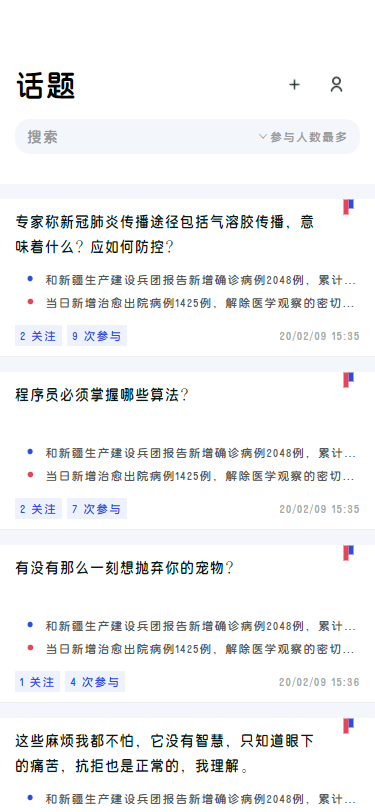 话题
搜索
参与人数最多
专家称新冠肺炎传播途径包括气溶胶传播，意
味着什么？应如何防控？
和新疆生产建设兵团报告新增确诊病例2048例，累计...
当日新增治愈出院病例1425例，解除医学观察的密切...
2 关注
9 次参与
20/02/09 15:35
程序员必须掌握哪些算法？
和新疆生产建设兵团报告新增确诊病例2048例，累计...
当日新增治愈出院病例1425例，解除医学观察的密切...
2 关注
7 次参与
20/02/09 15:35
有没有那么一刻想抛弃你的宠物？
和新疆生产建设兵团报告新增确诊病例2048例，累计...
当日新增治愈出院病例1425例，解除医学观察的密切...
1 关注
4 次参与
20/02/09 15:36
这些麻烦我都不怕，它没有智慧，只知道眼下
的痛苦，抗拒也是正常的，我理解。
和新疆生产建设兵团报告新增确诊病例2048例，累计...